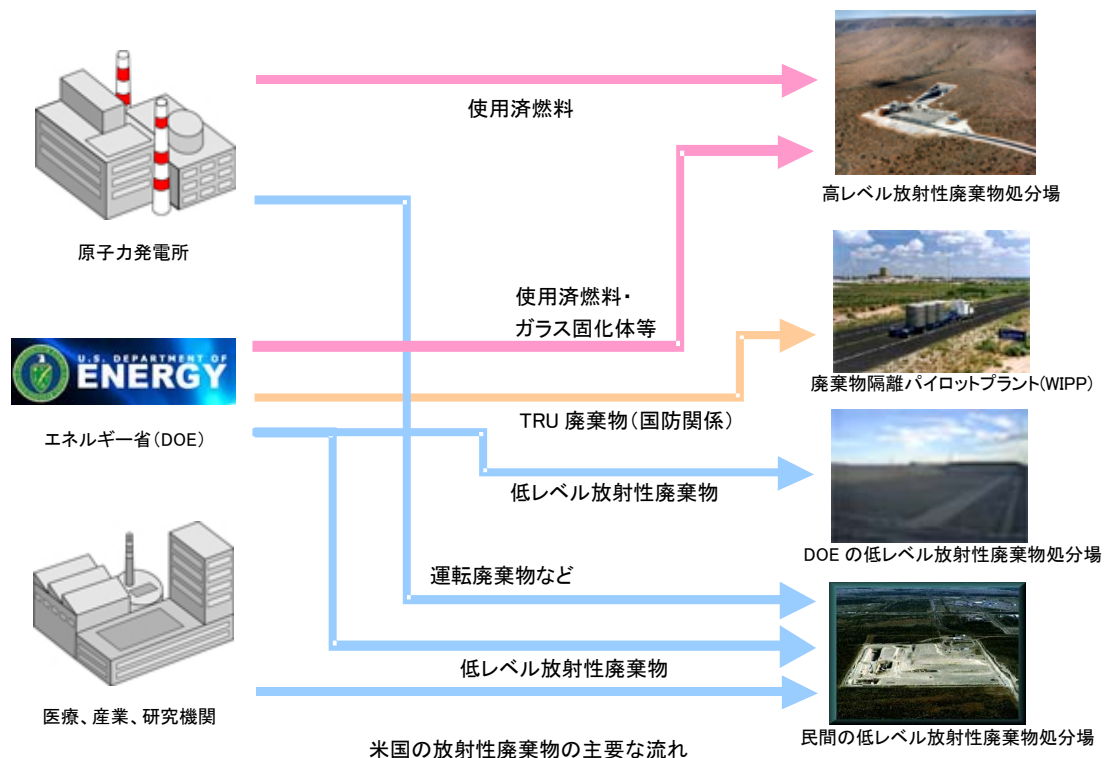 使用済燃料
高レベル放射性廃棄物処分場
原子力発電所
使用済燃料・
ガラス固化体等
U.S. DEPARTMENT OF
ENERGY
廃棄物隔離パイロットプラント(WIPP)
TRU 廃棄物(国防関係)
エネルギー省(DOE)
低レベル放射性廃棄物
DOE の低レベル放射性廃棄物処分場
運転廃棄物など
低レベル放射性廃棄物
医療、産業、研究機関
民間の低レベル放射性廃棄物処分場
米国の放射性廃棄物の主要な流れ